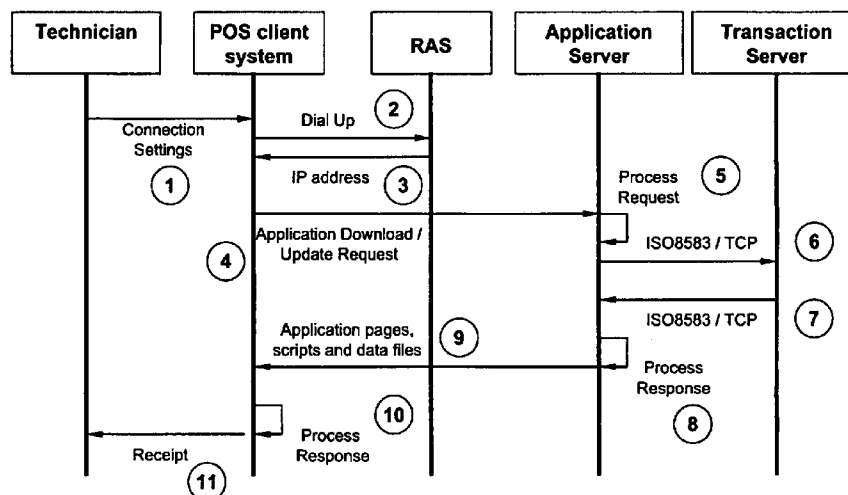 Technician
POS client
system
RAS
Application
Server
Transaction
Server
Connection
Settings
1
Dial Up
2
IP address
3
Application Download /
Update Request
4
Process
Request
5
ISO8583 / TCP
6
ISO8583 / TCP
7
Process
Response
8
Application pages,
scripts and data files
9
Process
Response
10
Receipt
11